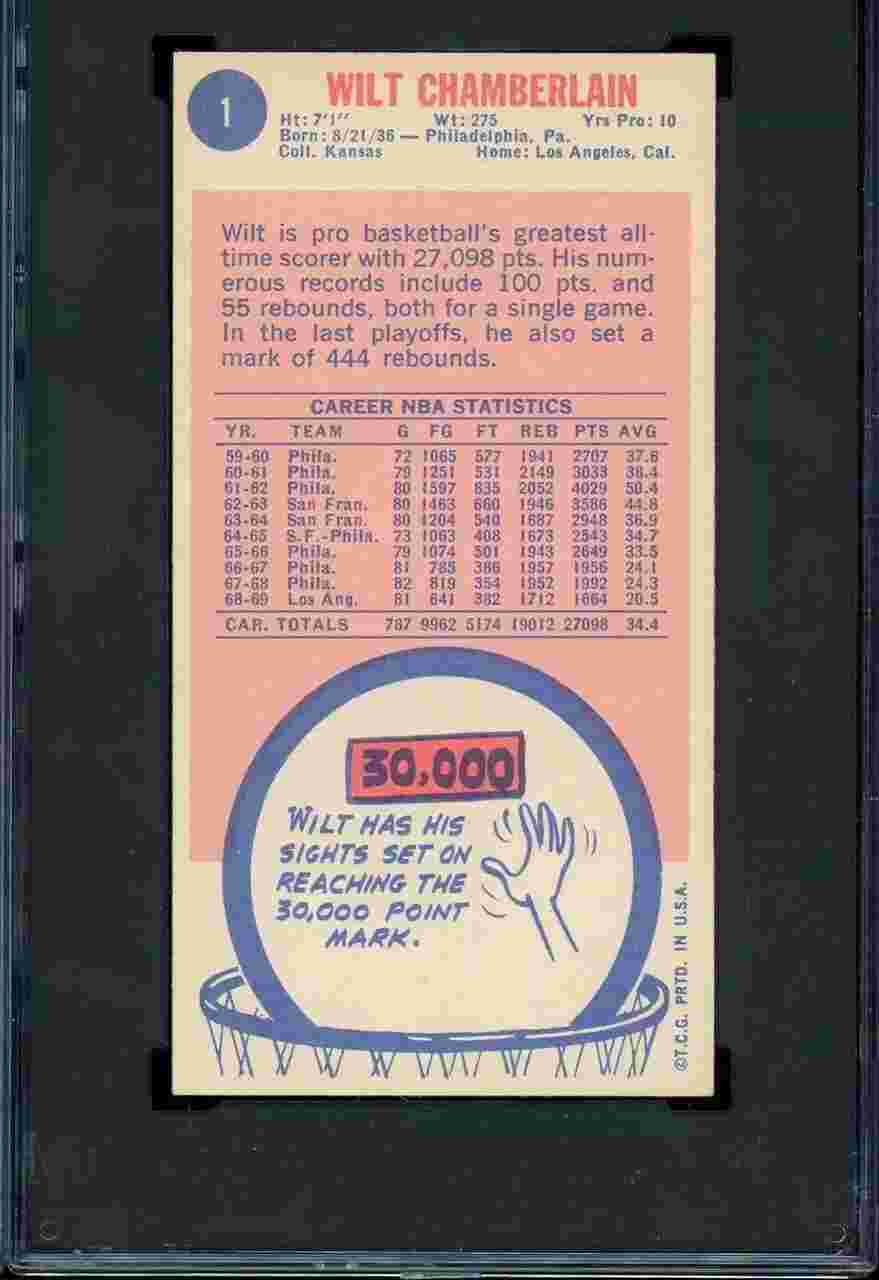 1
WILT CHAMBERLAIN
Ht: 7'1" Wt: 275 Yrs Pro: 10
Born: 8/21/36 — Philadelphia, Pa.
Coll. Kansas Home: Los Angeles, Cal.
Wilt is pro basketball's greatest all-
time scorer with 27,098 pts. His num-
erous records include 100 pts. and
55 rebounds, both for a single game.
In the last playoffs, he also set a
mark of 444 rebounds.
CAREER NBA STATISTICS
YR. TEAM G FG FT REB PTS AVG
59-60 Phila. 72 1065 577 1941 2707 37.6
60-61 Phila. 79 1251 531 2149 3033 38.4
61-62 Phila. 80 1597 835 2052 4029 50.4
62-63 San Fran. 80 1463 660 1946 3586 44.8
63-64 San Fran. 80 1204 540 1687 2948 36.9
64-65 S.F.-Phila. 73 1063 408 1673 2543 34.7
65-66 Phila. 79 1074 501 1943 2649 33.5
66-67 Phila. 81 785 386 1957 1956 24.1
67-68 Phila. 82 819 354 1952 1992 24.3
68-69 Los Ang. 81 641 382 1712 1664 20.5
CAR. TOTALS 787 9962 5174 19012 27098 34.4
30,000
WILT HAS HIS
SIGHTS SET ON
REACHING THE
30,000 POINT
MARK.
©T.C.G. PRTD. IN U.S.A.